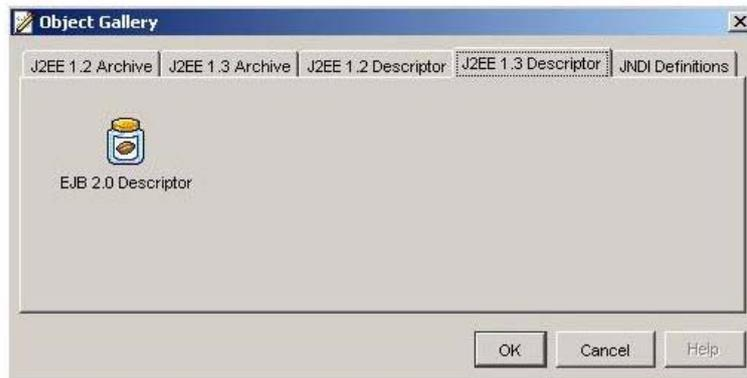 Object Gallery
J2EE 1.2 Archive J2EE 1.3 Archive J2EE 1.2 Descriptor J2EE 1.3 Descriptor JNDI Definitions
EJB 2.0 Descriptor
OK Cancel Help